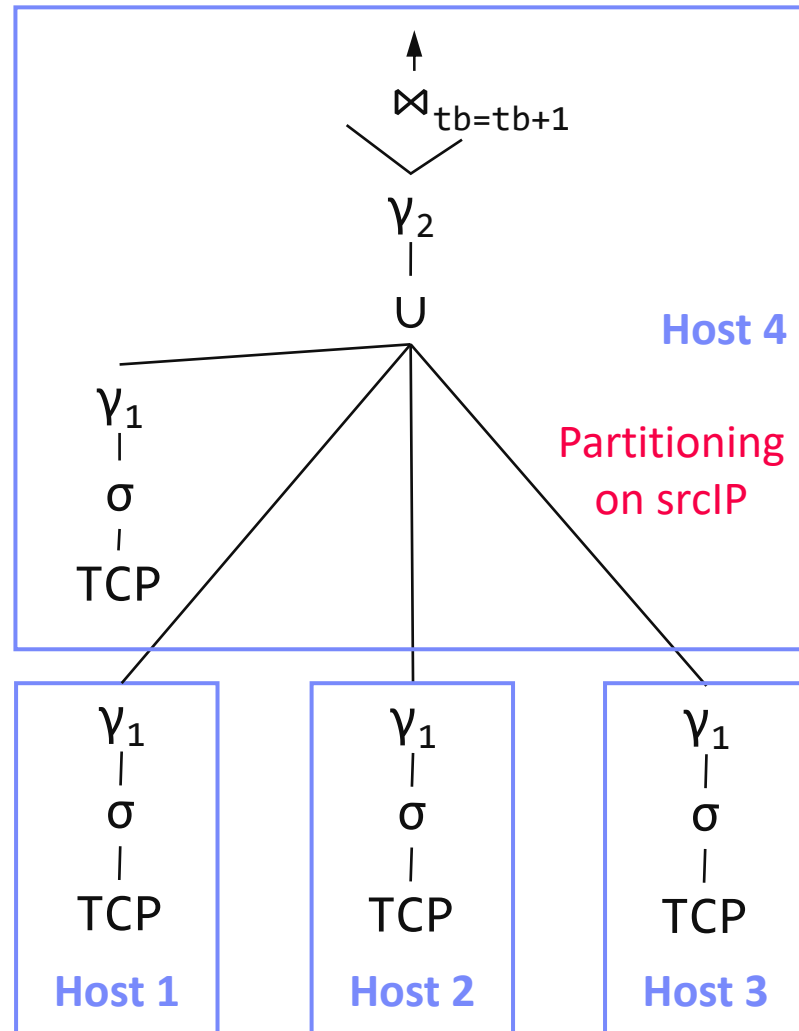 ⋈tb=tb+1
γ2
∪
Host 4
γ1
Partitioning
on srcIP
σ
TCP
γ1
σ
TCP
Host 1
γ1
σ
TCP
Host 2
γ1
σ
TCP
Host 3